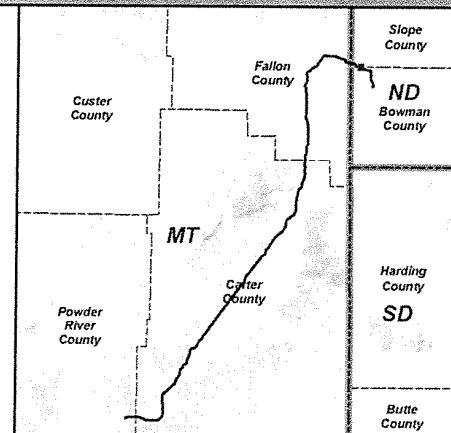 Slope
County
Fallon
County
ND
Custer
County
Bowman
County
MT
Harding
County
Carter
County
SD
Powder
River
County
Butte
County